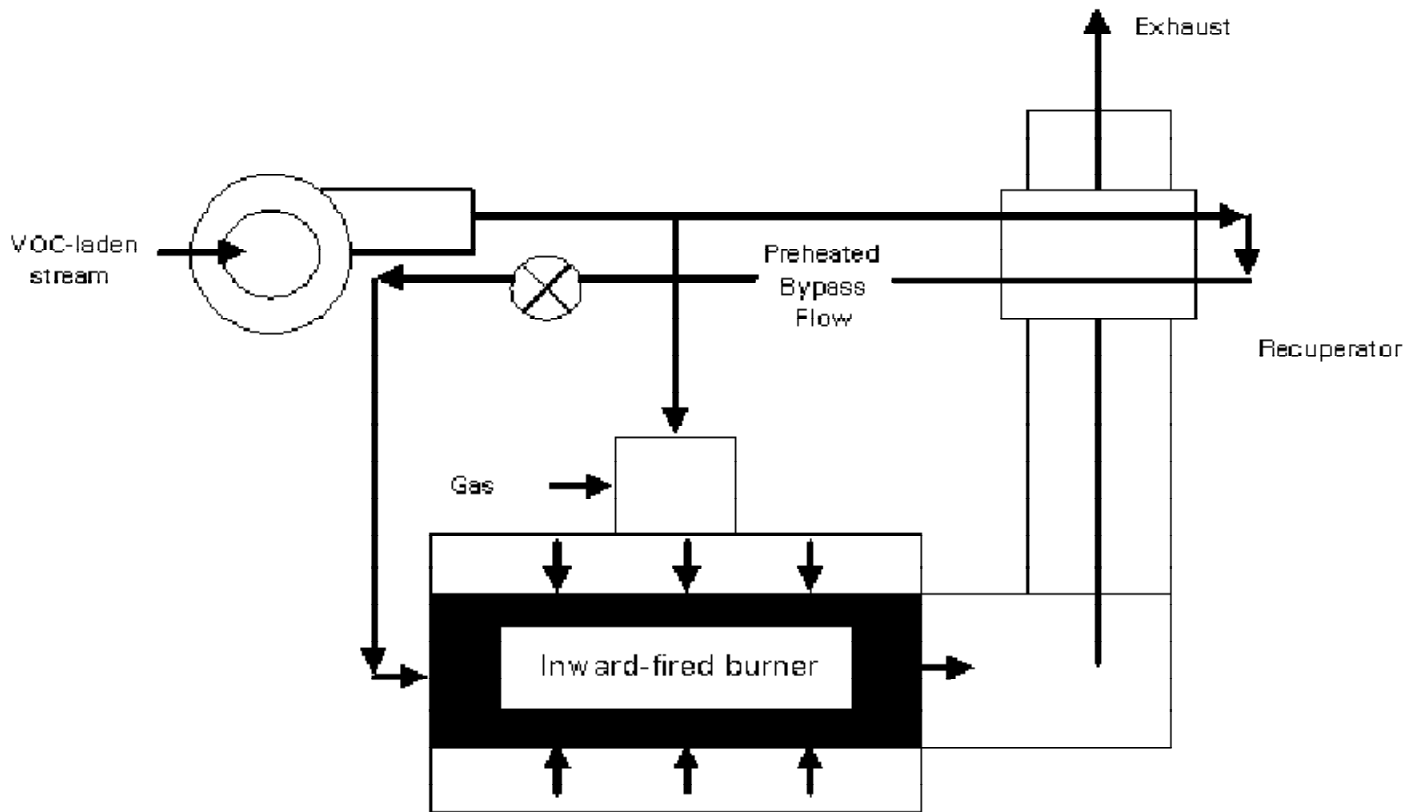 Exhaust
VOC-laden
stream
Preheated
Bypass
Flow
Recuperator
Gas
Inward-fired burner